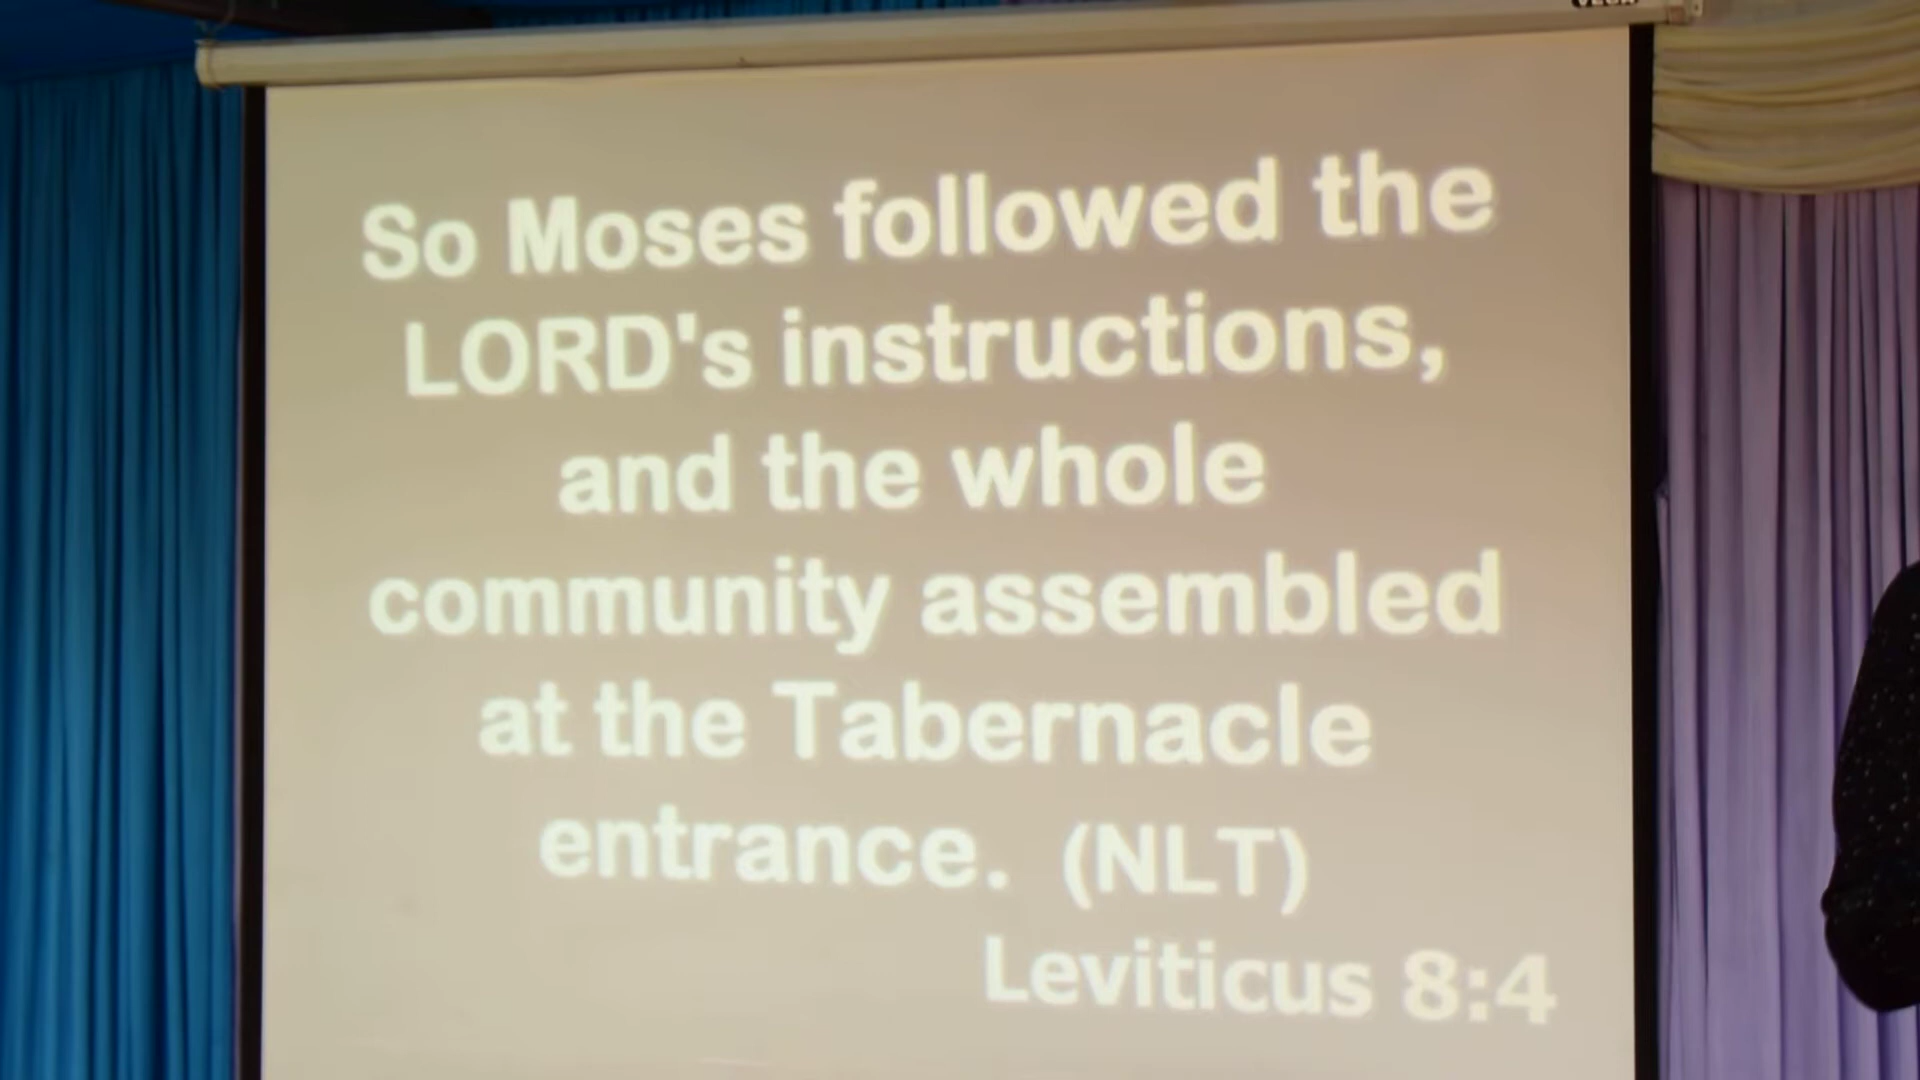 So Moses followed the
LORD's instructions,
and the whole
community assembled
at the Tabernacle
entrance. (NLT)
Leviticus 8:4